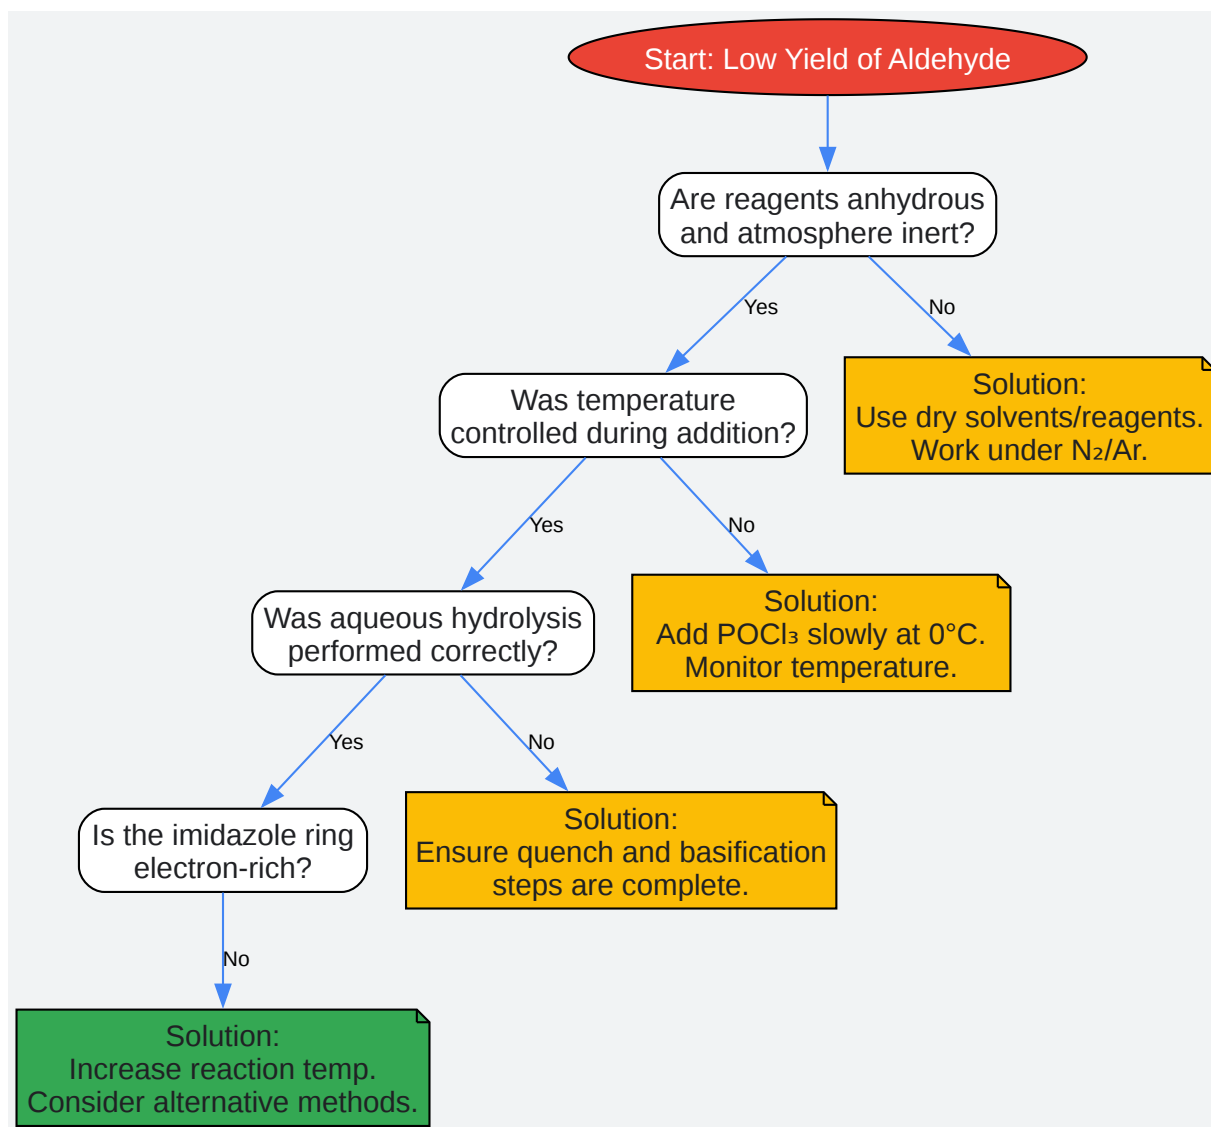 Start: Low Yield of Aldehyde
Are reagents anhydrous
and atmosphere inert?
Yes
No
Solution:
Use dry solvents/reagents.
Work under N₂/Ar.
Was temperature
controlled during addition?
Yes
No
Solution:
Add POCl₃ slowly at 0°C.
Monitor temperature.
Was aqueous hydrolysis
performed correctly?
Yes
No
Solution:
Ensure quench and basification
steps are complete.
Is the imidazole ring
electron-rich?
No
Solution:
Increase reaction temp.
Consider alternative methods.